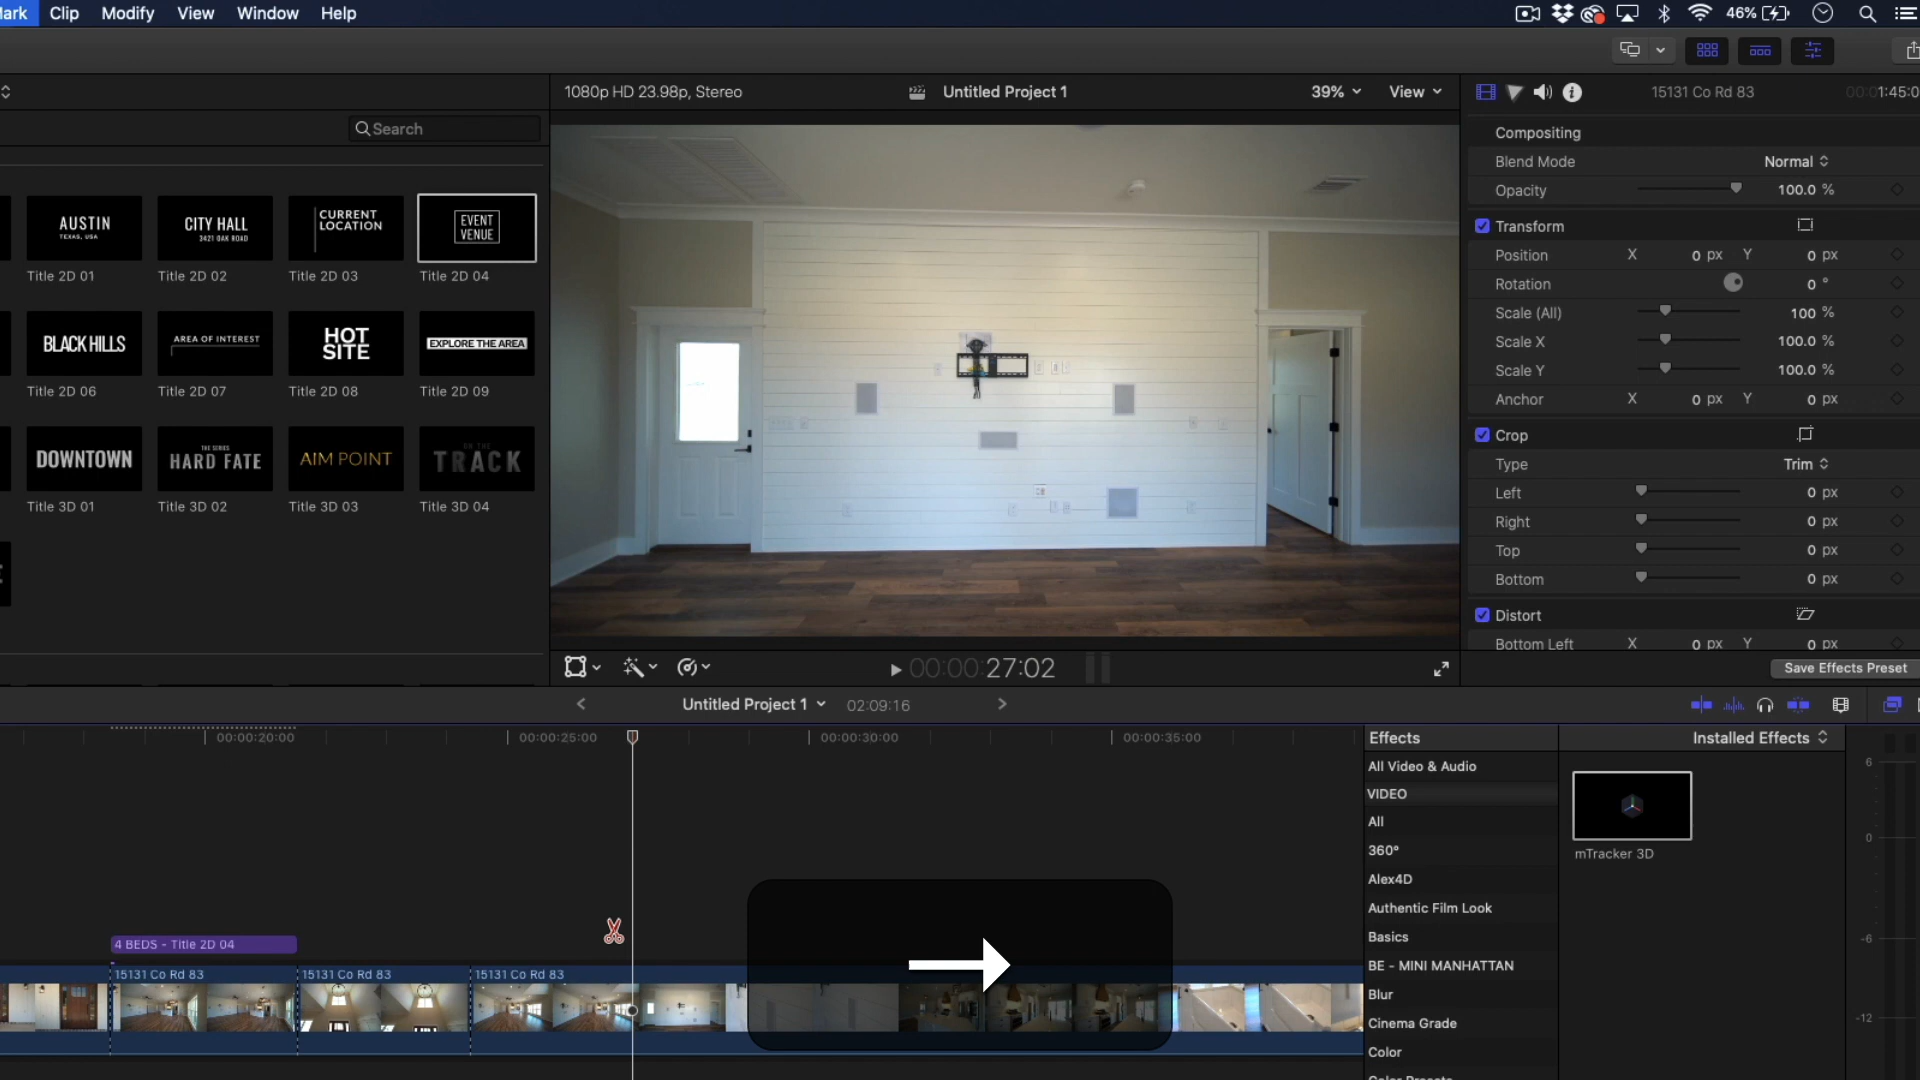 Mark Clip Modify View Window Help
46%
1080p HD 23.98p, Stereo
Untitled Project 1
39%
View
15131 Co Rd 83
00:01:45:0
Search
Compositing
Blend Mode Normal
Opacity 100.0 %
Transform
Position X 0 px Y 0 px
Rotation 0 °
Scale (All) 100 %
Scale X 100.0 %
Scale Y 100.0 %
Anchor X 0 px Y 0 px
Crop
Type Trim
Left 0 px
Right 0 px
Top 0 px
Bottom 0 px
Distort
Bottom Left X 0 px Y 0 px
Save Effects Preset
AUSTIN
TEXAS, USA
CITY HALL
3421 OAK ROAD
CURRENT
LOCATION
EVENT
VENUE
Title 2D 01
Title 2D 02
Title 2D 03
Title 2D 04
BLACK HILLS
AREA OF INTEREST
HOT
SITE
EXPLORE THE AREA
Title 2D 06
Title 2D 07
Title 2D 08
Title 2D 09
DOWNTOWN
THE SERIES
HARD FATE
AIM POINT
ON THE
TRACK
Title 3D 01
Title 3D 02
Title 3D 03
Title 3D 04
00:00:27:02
Untitled Project 1
02:09:16
00:00:20:00
00:00:25:00
00:00:30:00
00:00:35:00
4 BEDS - Title 2D 04
15131 Co Rd 83
15131 Co Rd 83
15131 Co Rd 83
Effects
Installed Effects
All Video & Audio
VIDEO
All
360°
Alex4D
Authentic Film Look
Basics
BE - MINI MANHATTAN
Blur
Cinema Grade
Color
Color Presets
mTracker 3D
6
0
-6
-12